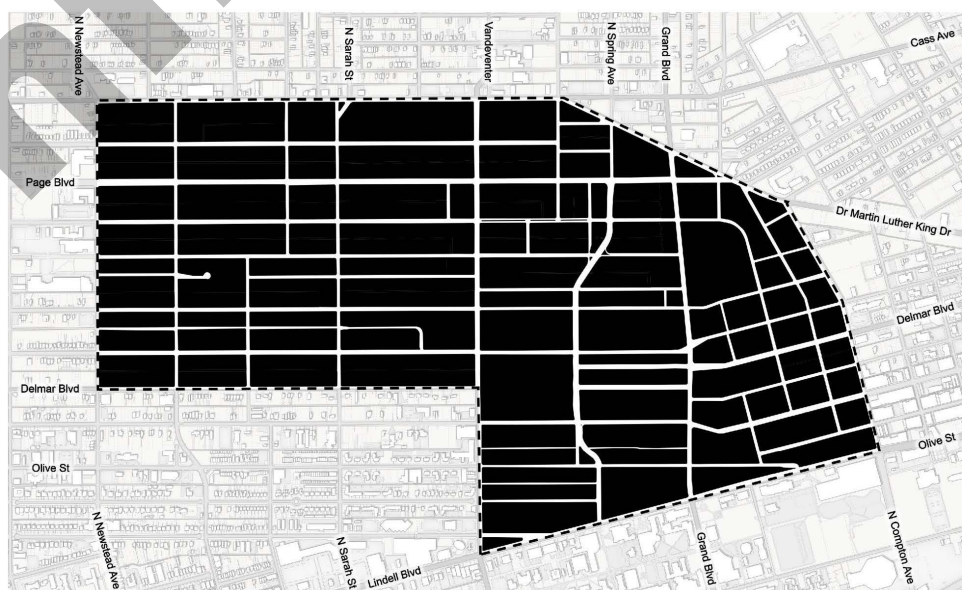 N Newstead Ave
N Sarah St
Vandeventer
N Spring Ave
Grand Blvd
Cass Ave
Page Blvd
Dr Martin Luther King Dr
Delmar Blvd
Delmar Blvd
Olive St
Olive St
N Newstead Ave
N Sarah St
Lindell Blvd
Grand Blvd
N Compton Ave